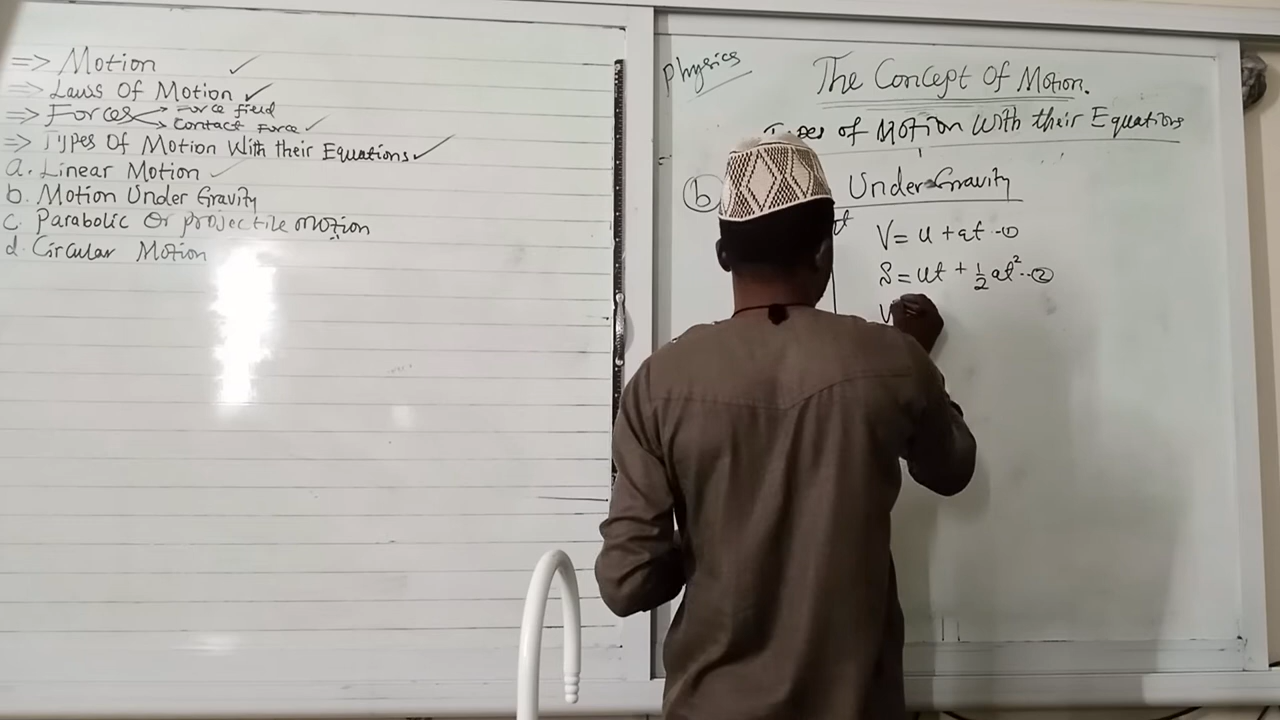 => Motion ✓
=> Laws Of Motion ✓
=> Forces → Force field
→ Contact Force ✓
=> Types Of Motion With their Equations ✓
a. Linear Motion ✓
b. Motion Under Gravity
c. Parabolic Or projectile motion
d. Circular Motion
Physics
The Concept Of Motion.
Types of Motion With their Equations
(b) Under Gravity
V = u + at --①
S = ut + ½at² --②
V